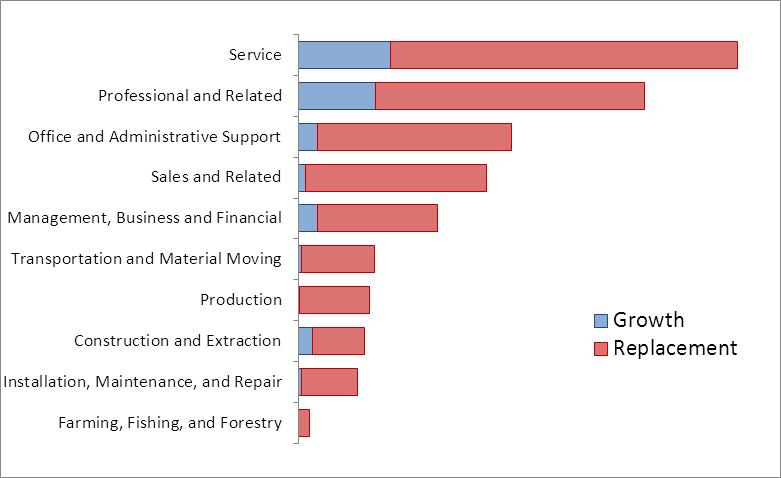 Service
Professional and Related
Office and Administrative Support
Sales and Related
Management, Business and Financial
Transportation and Material Moving
Production
Construction and Extraction
Installation, Maintenance, and Repair
Farming, Fishing, and Forestry
Growth
Replacement